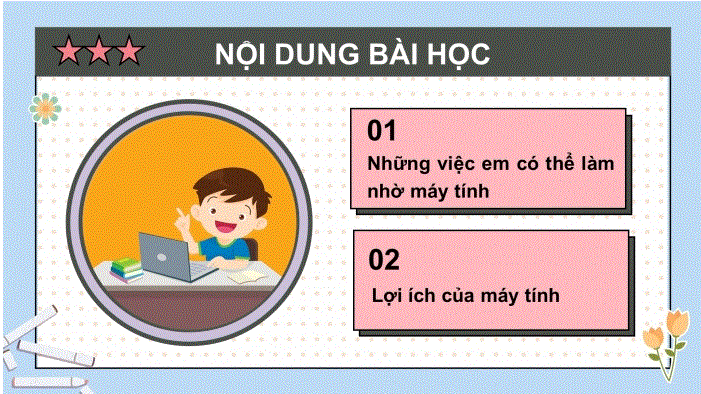 NỘI DUNG BÀI HỌC
01
Những việc em có thể làm
nhờ máy tính
02
Lợi ích của máy tính